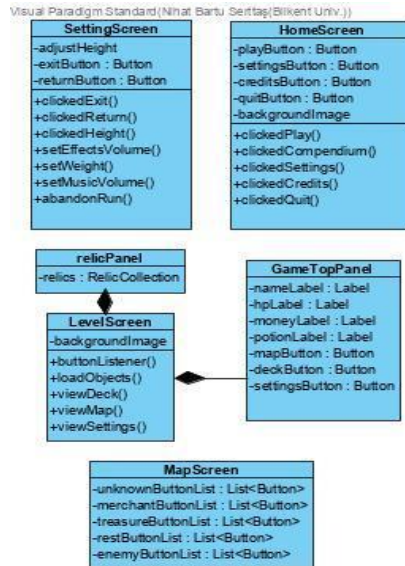 Visual Paradigm Standard(Nihat Bartu Serttaş(Bilkent Univ.))
SettingScreen
-adjustHeight
-exitButton : Button
-returnButton : Button
+clickedExit()
+clickedReturn()
+clickedHeight()
+setEffectsVolume()
+setWeight()
+setMusicVolume()
+abandonRun()
HomeScreen
-playButton : Button
-settingsButton : Button
-creditsButton : Button
-quitButton : Button
-backgroundImage
+clickedPlay()
+clickedCompendium()
+clickedSettings()
+clickedCredits()
+clickedQuit()
relicPanel
-relics : RelicCollection
LevelScreen
-backgroundImage
+buttonListener()
+loadObjects()
+viewDeck()
+viewMap()
+viewSettings()
GameTopPanel
-nameLabel : Label
-hpLabel : Label
-moneyLabel : Label
-potionLabel : Label
-mapButton : Button
-deckButton : Button
-settingsButton : Button
MapScreen
-unknownButtonList : List<Button>
-merchantButtonList : List<Button>
-treasureButtonList : List<Button>
-restButtonList : List<Button>
-enemyButtonList : List<Button>